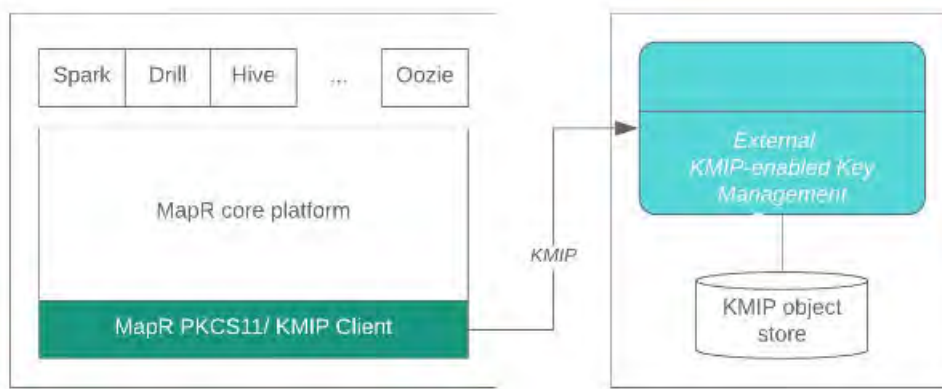 Spark Drill Hive ... Oozie
MapR core platform
MapR PKCS11/ KMIP Client
KMIP
External
KMIP-enabled Key
Management
KMIP object
store